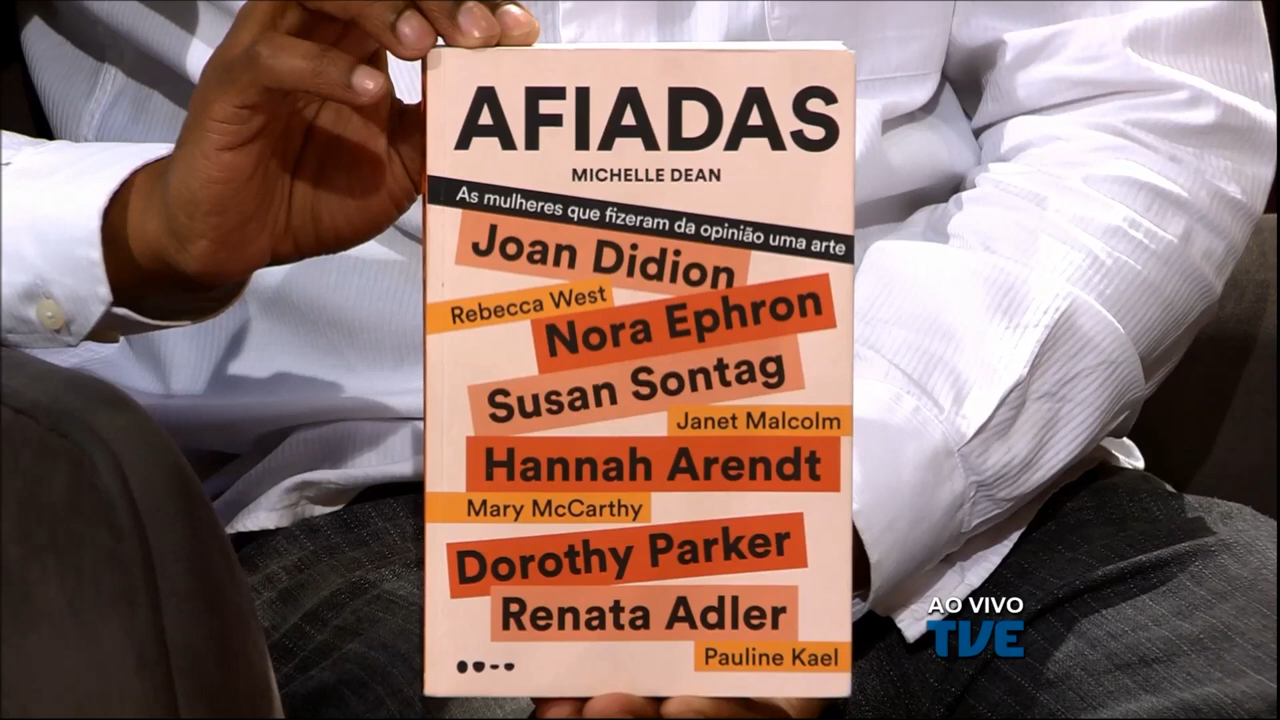 AFIADAS
MICHELLE DEAN
As mulheres que fizeram da opinião uma arte
Joan Didion
Rebecca West
Nora Ephron
Susan Sontag
Janet Malcolm
Hannah Arendt
Mary McCarthy
Dorothy Parker
Renata Adler
Pauline Kael
AO VIVO
TVE